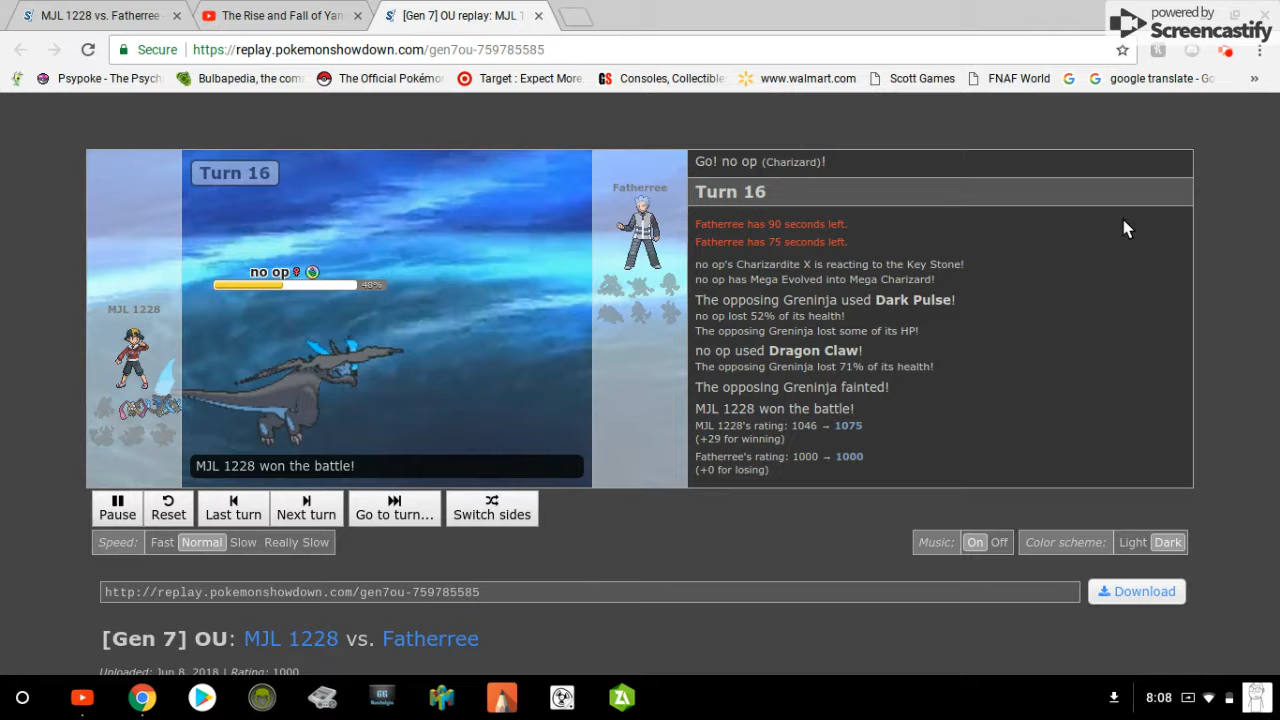 MJL 1228 vs. Fatherree
The Rise and Fall of Yan
[Gen 7] OU replay: MJL 1
powered by
Screencastify
Secure
https://replay.pokemonshowdown.com/gen7ou-759785585
Psypoke - The Psych
Bulbapedia, the com
The Official Pokémo
Target : Expect More.
Consoles, Collectible
www.walmart.com
Scott Games
FNAF World
google translate - Go
Turn 16
no op
48%
MJL 1228
MJL 1228 won the battle!
Fatherree
Go! no op (Charizard)!
Turn 16
Fatherree has 90 seconds left.
Fatherree has 75 seconds left.
no op's Charizardite X is reacting to the Key Stone!
no op has Mega Evolved into Mega Charizard!
The opposing Greninja used Dark Pulse!
no op lost 52% of its health!
The opposing Greninja lost some of its HP!
no op used Dragon Claw!
The opposing Greninja lost 71% of its health!
The opposing Greninja fainted!
MJL 1228 won the battle!
MJL 1228's rating: 1046 → 1075
(+29 for winning)
Fatherree's rating: 1000 → 1000
(+0 for losing)
Pause Reset Last turn Next turn Go to turn... Switch sides
Speed: Fast Normal Slow Really Slow
Music: On Off Color scheme: Light Dark
http://replay.pokemonshowdown.com/gen7ou-759785585
Download
[Gen 7] OU: MJL 1228 vs. Fatherree
Uploaded: Jun 8, 2018 | Rating: 1000
8:08